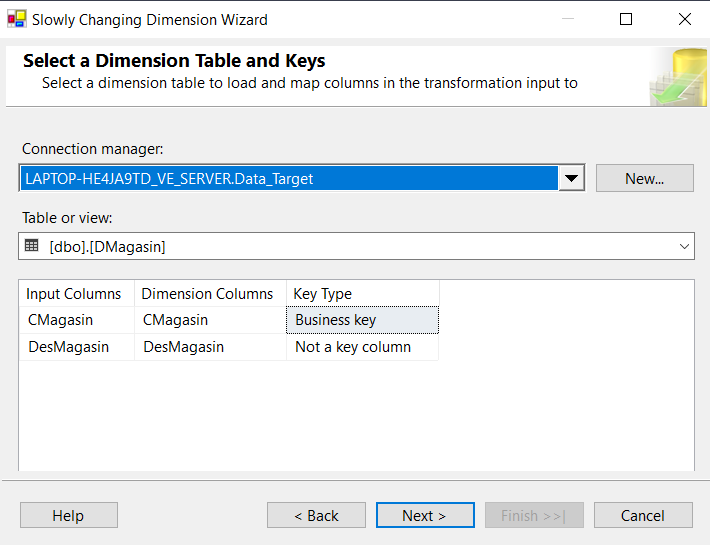 Slowly Changing Dimension Wizard
Select a Dimension Table and Keys
Select a dimension table to load and map columns in the transformation input to
Connection manager:
LAPTOP-HE4JA9TD_VE_SERVER.Data_Target
New...
Table or view:
[dbo].[DMagasin]
Input Columns Dimension Columns Key Type
CMagasin CMagasin Business key
DesMagasin DesMagasin Not a key column
Help < Back Next > Finish >>| Cancel